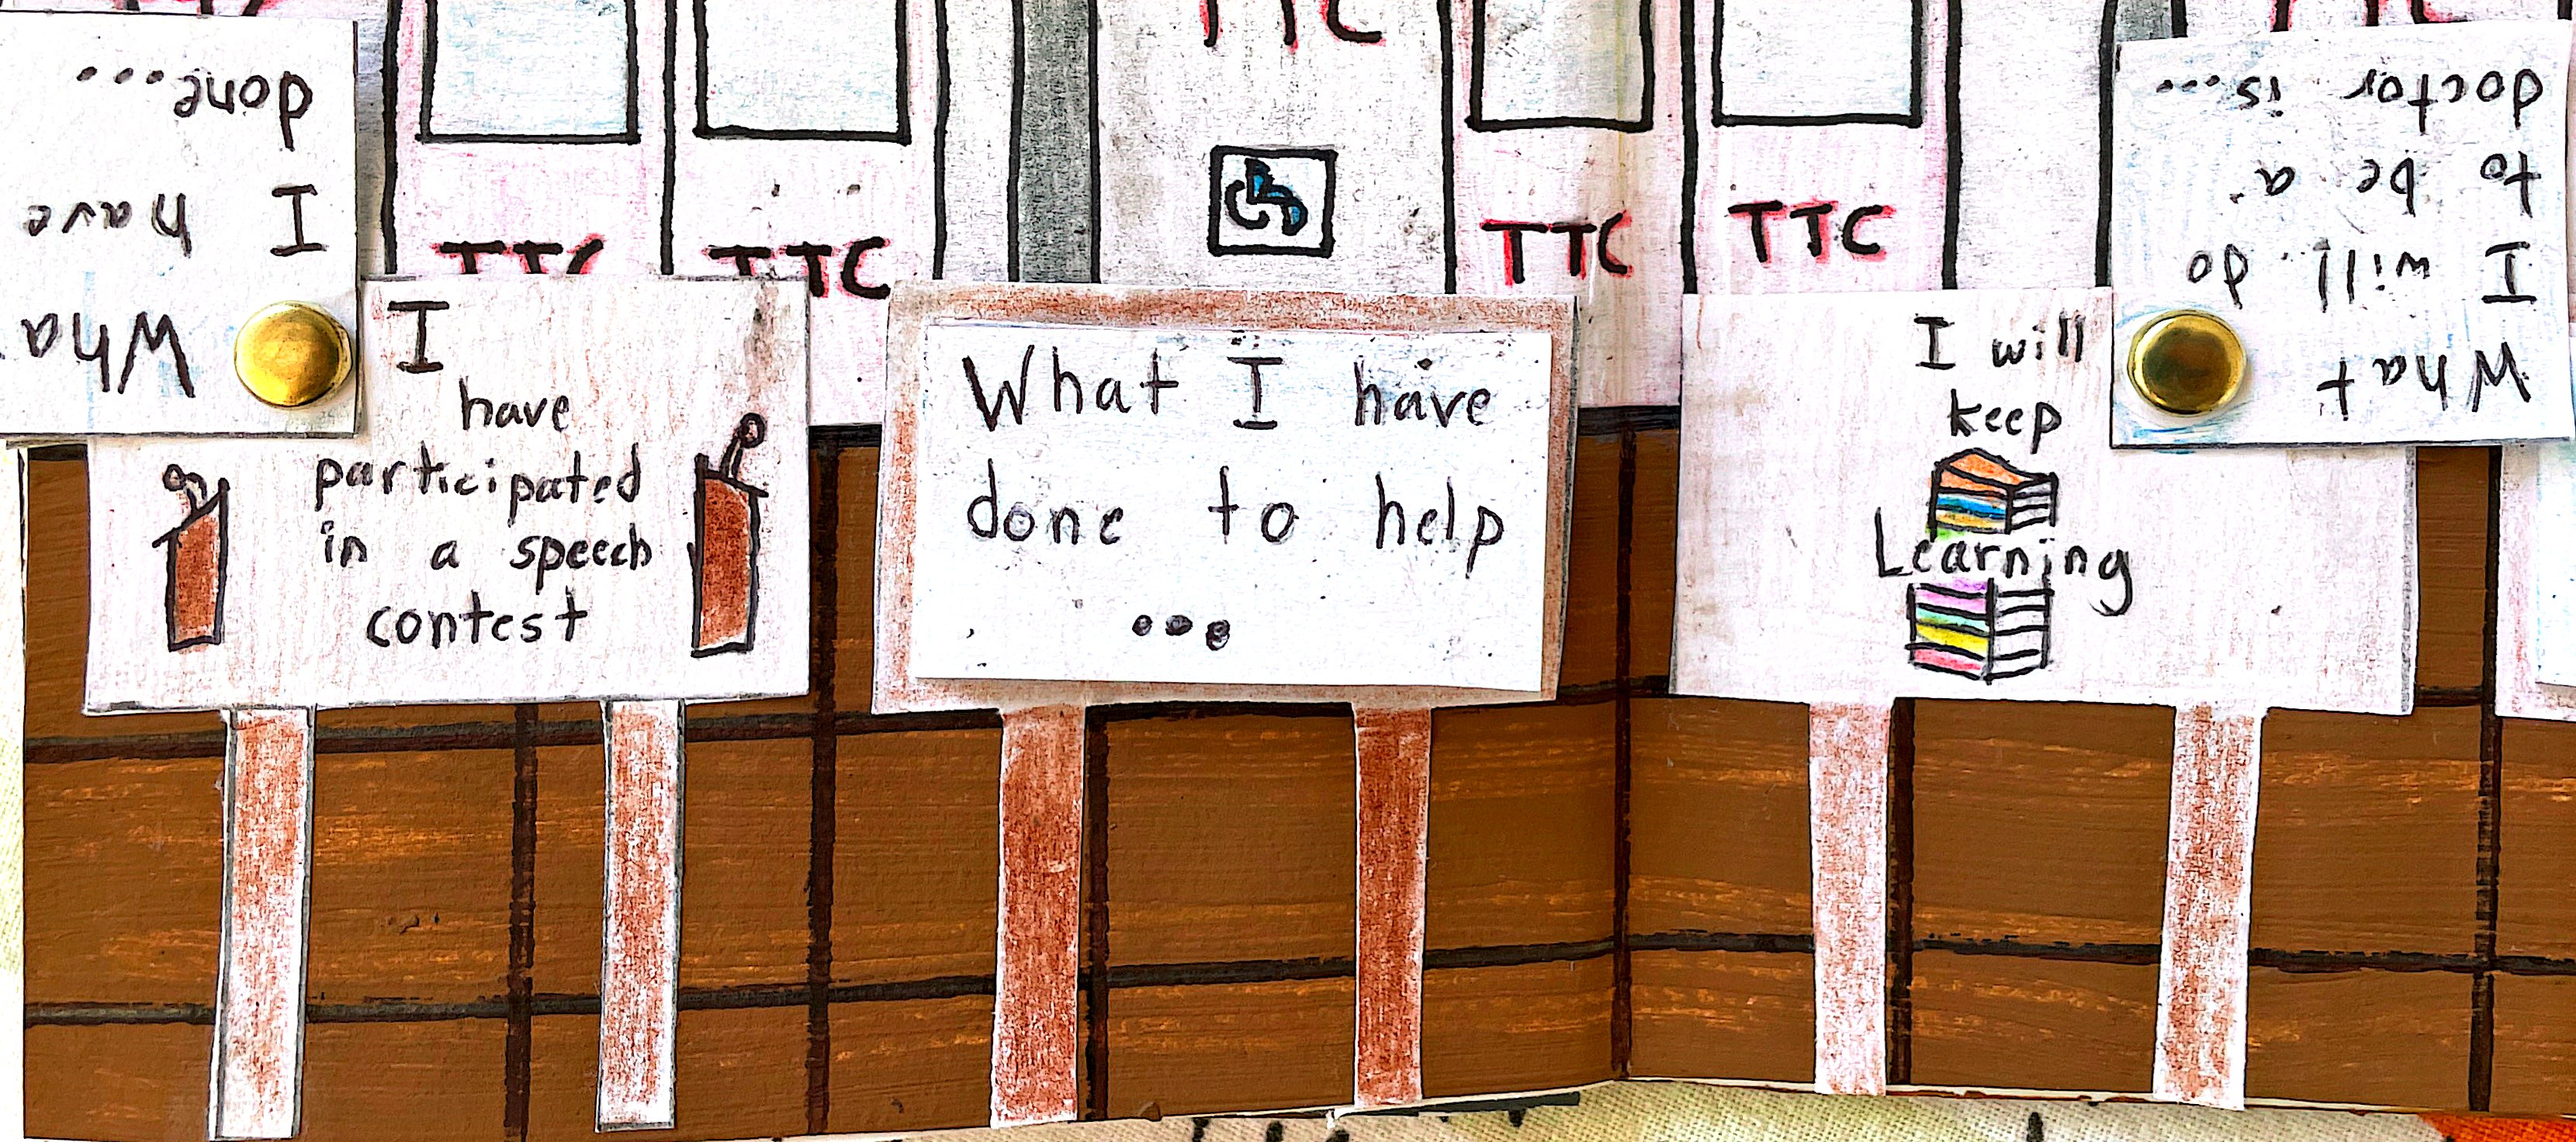 What
I have
done....
TTC
TTC
TTC
TTC
TTC
I
have
participated
in a speech
contest
What I have
done to help
...
I will
keep
Learning
What
I will do
to be a
doctor is...